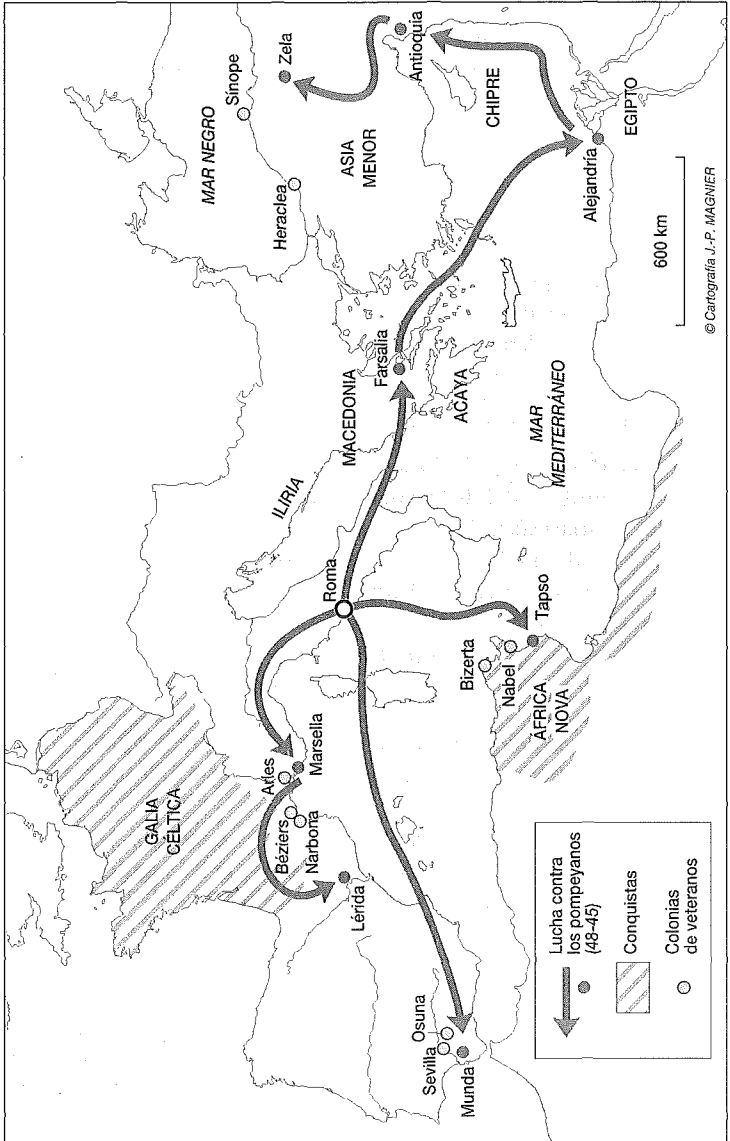 GALIA
CÉLTICA
Arles
Marsella
Béziers
Narbona
Lérida
Osuna
Sevilla
Munda
Roma
ILIRIA
MACEDONIA
Farsalia
ACAYA
MAR
MEDITERRÁNEO
Bizerta
Nabel
Tapso
ÁFRICA
NOVA
MAR NEGRO
Sinope
Heraclea
Zela
ASIA
MENOR
Antioquia
CHIPRE
Alejandría
EGIPTO
600 km
Lucha contra
los pompeyanos
(48-45)
Conquistas
Colonias
de veteranos
© Cartografía J.-P. MAGNIER